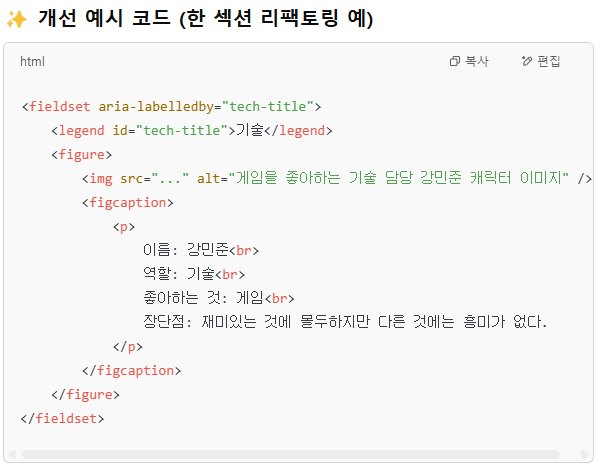 ✨ 개선 예시 코드 (한 섹션 리팩토링 예)
html 복사 편집
<fieldset aria-labelledby="tech-title">
<legend id="tech-title">기술</legend>
<figure>
<img src="..." alt="게임을 좋아하는 기술 담당 강민준 캐릭터 이미지" />
<figcaption>
<p>
이름: 강민준<br>
역할: 기술<br>
좋아하는 것: 게임<br>
장단점: 재미있는 것에 몰두하지만 다른 것에는 흥미가 없다.
</p>
</figcaption>
</figure>
</fieldset>